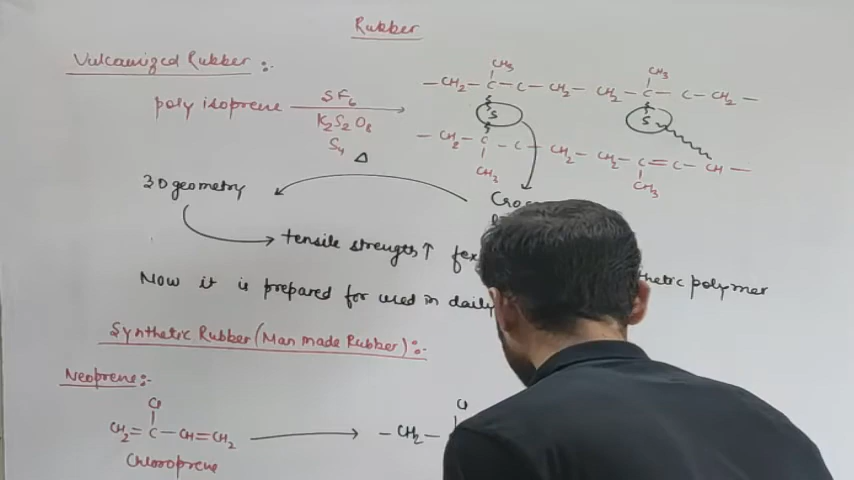 Rubber
Vulcanized Rubber :-
poly isoprene
SF6
K2S2O8
S4
Δ
CH3
CH3
— CH2 — C — C — CH2 — CH2 — C — C — CH2 —
S
S
— CH2 — C — C — CH2 — CH2 — C = C — CH —
CH2
CH3
3D geometry
tensile strength ↑
Now it is prepared for used in daily
polymer
Synthetic Rubber (Man made Rubber) :-
Neoprene :-
Cl
CH2 = C — CH = CH2
— CH2 —
Chloroprene